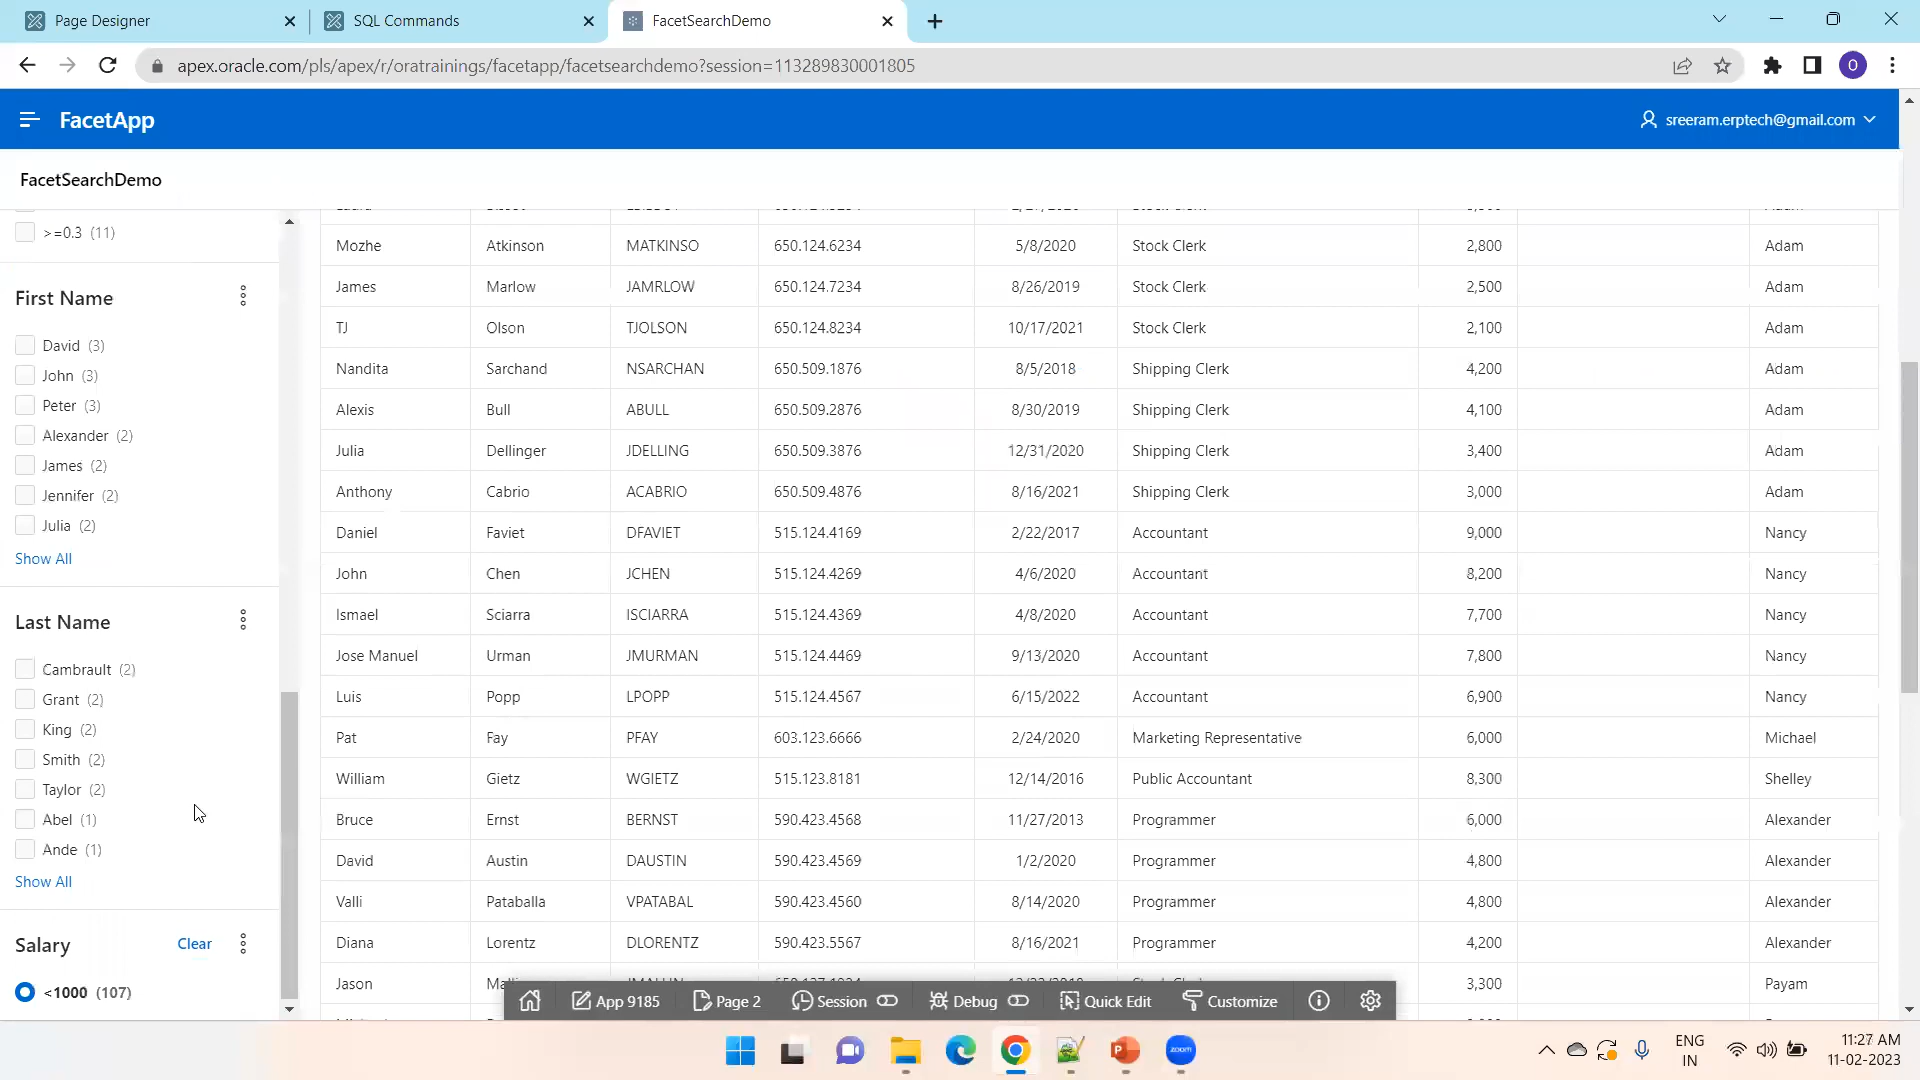 Page Designer
SQL Commands
FacetSearchDemo
apex.oracle.com/pls/apex/r/oratrainings/facetapp/facetsearchdemo?session=113289830001805
O
FacetApp
sreeram.erptech@gmail.com
FacetSearchDemo
>=0.3 (11)
First Name
David (3)
John (3)
Peter (3)
Alexander (2)
James (2)
Jennifer (2)
Julia (2)
Show All
Last Name
Cambrault (2)
Grant (2)
King (2)
Smith (2)
Taylor (2)
Abel (1)
Ande (1)
Show All
Salary
Clear
<1000 (107)
Mozhe Atkinson MATKINSO 650.124.6234 5/8/2020 Stock Clerk 2,800 Adam
James Marlow JAMRLOW 650.124.7234 8/26/2019 Stock Clerk 2,500 Adam
TJ Olson TJOLSON 650.124.8234 10/17/2021 Stock Clerk 2,100 Adam
Nandita Sarchand NSARCHAN 650.509.1876 8/5/2018 Shipping Clerk 4,200 Adam
Alexis Bull ABULL 650.509.2876 8/30/2019 Shipping Clerk 4,100 Adam
Julia Dellinger JDELLING 650.509.3876 12/31/2020 Shipping Clerk 3,400 Adam
Anthony Cabrio ACABRIO 650.509.4876 8/16/2021 Shipping Clerk 3,000 Adam
Daniel Faviet DFAVIET 515.124.4169 2/22/2017 Accountant 9,000 Nancy
John Chen JCHEN 515.124.4269 4/6/2020 Accountant 8,200 Nancy
Ismael Sciarra ISCIARRA 515.124.4369 4/8/2020 Accountant 7,700 Nancy
Jose Manuel Urman JMURMAN 515.124.4469 9/13/2020 Accountant 7,800 Nancy
Luis Popp LPOPP 515.124.4567 6/15/2022 Accountant 6,900 Nancy
Pat Fay PFAY 603.123.6666 2/24/2020 Marketing Representative 6,000 Michael
William Gietz WGIETZ 515.123.8181 12/14/2016 Public Accountant 8,300 Shelley
Bruce Ernst BERNST 590.423.4568 11/27/2013 Programmer 6,000 Alexander
David Austin DAUSTIN 590.423.4569 1/2/2020 Programmer 4,800 Alexander
Valli Pataballa VPATABAL 590.423.4560 8/14/2020 Programmer 4,800 Alexander
Diana Lorentz DLORENTZ 590.423.5567 8/16/2021 Programmer 4,200 Alexander
Jason 3,300 Payam
App 9185 Page 2 Session Debug Quick Edit Customize
zoom
ENG
IN
11:27 AM
11-02-2023